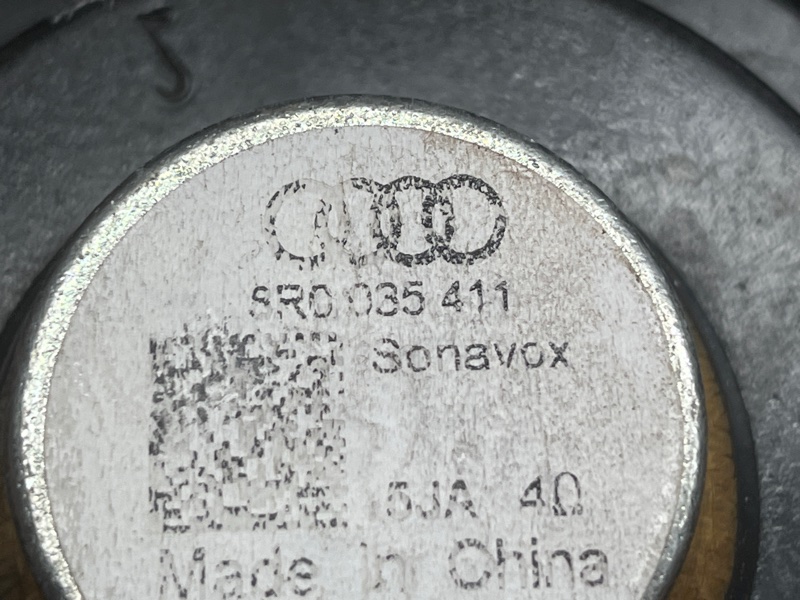 8R0 035 411
Sonavox
5JA 4Ω
Made in China